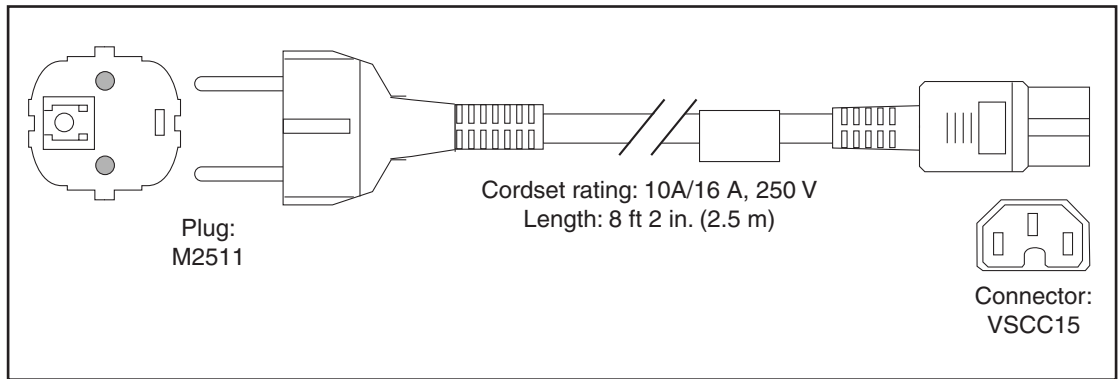 Plug:
M2511
Cordset rating: 10A/16 A, 250 V
Length: 8 ft 2 in. (2.5 m)
Connector:
VSCC15